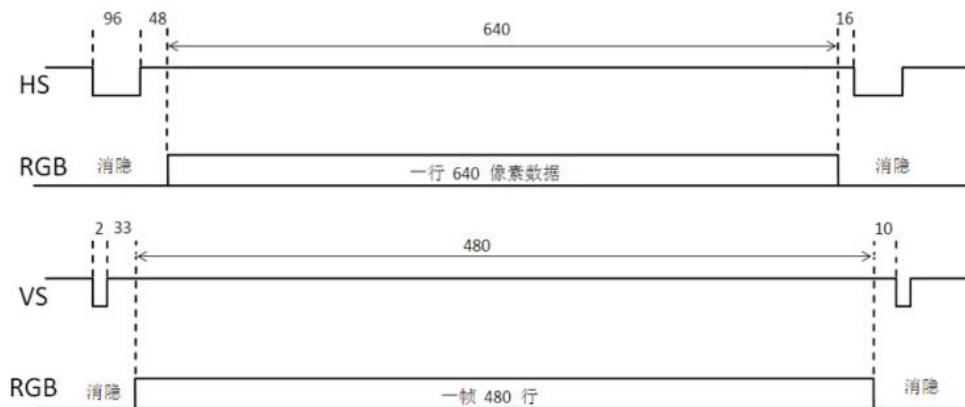 96 48 640 16
HS
RGB 消隐 一行 640 像素数据 消隐
2 33 480 10
VS
RGB 消隐 一帧 480 行 消隐